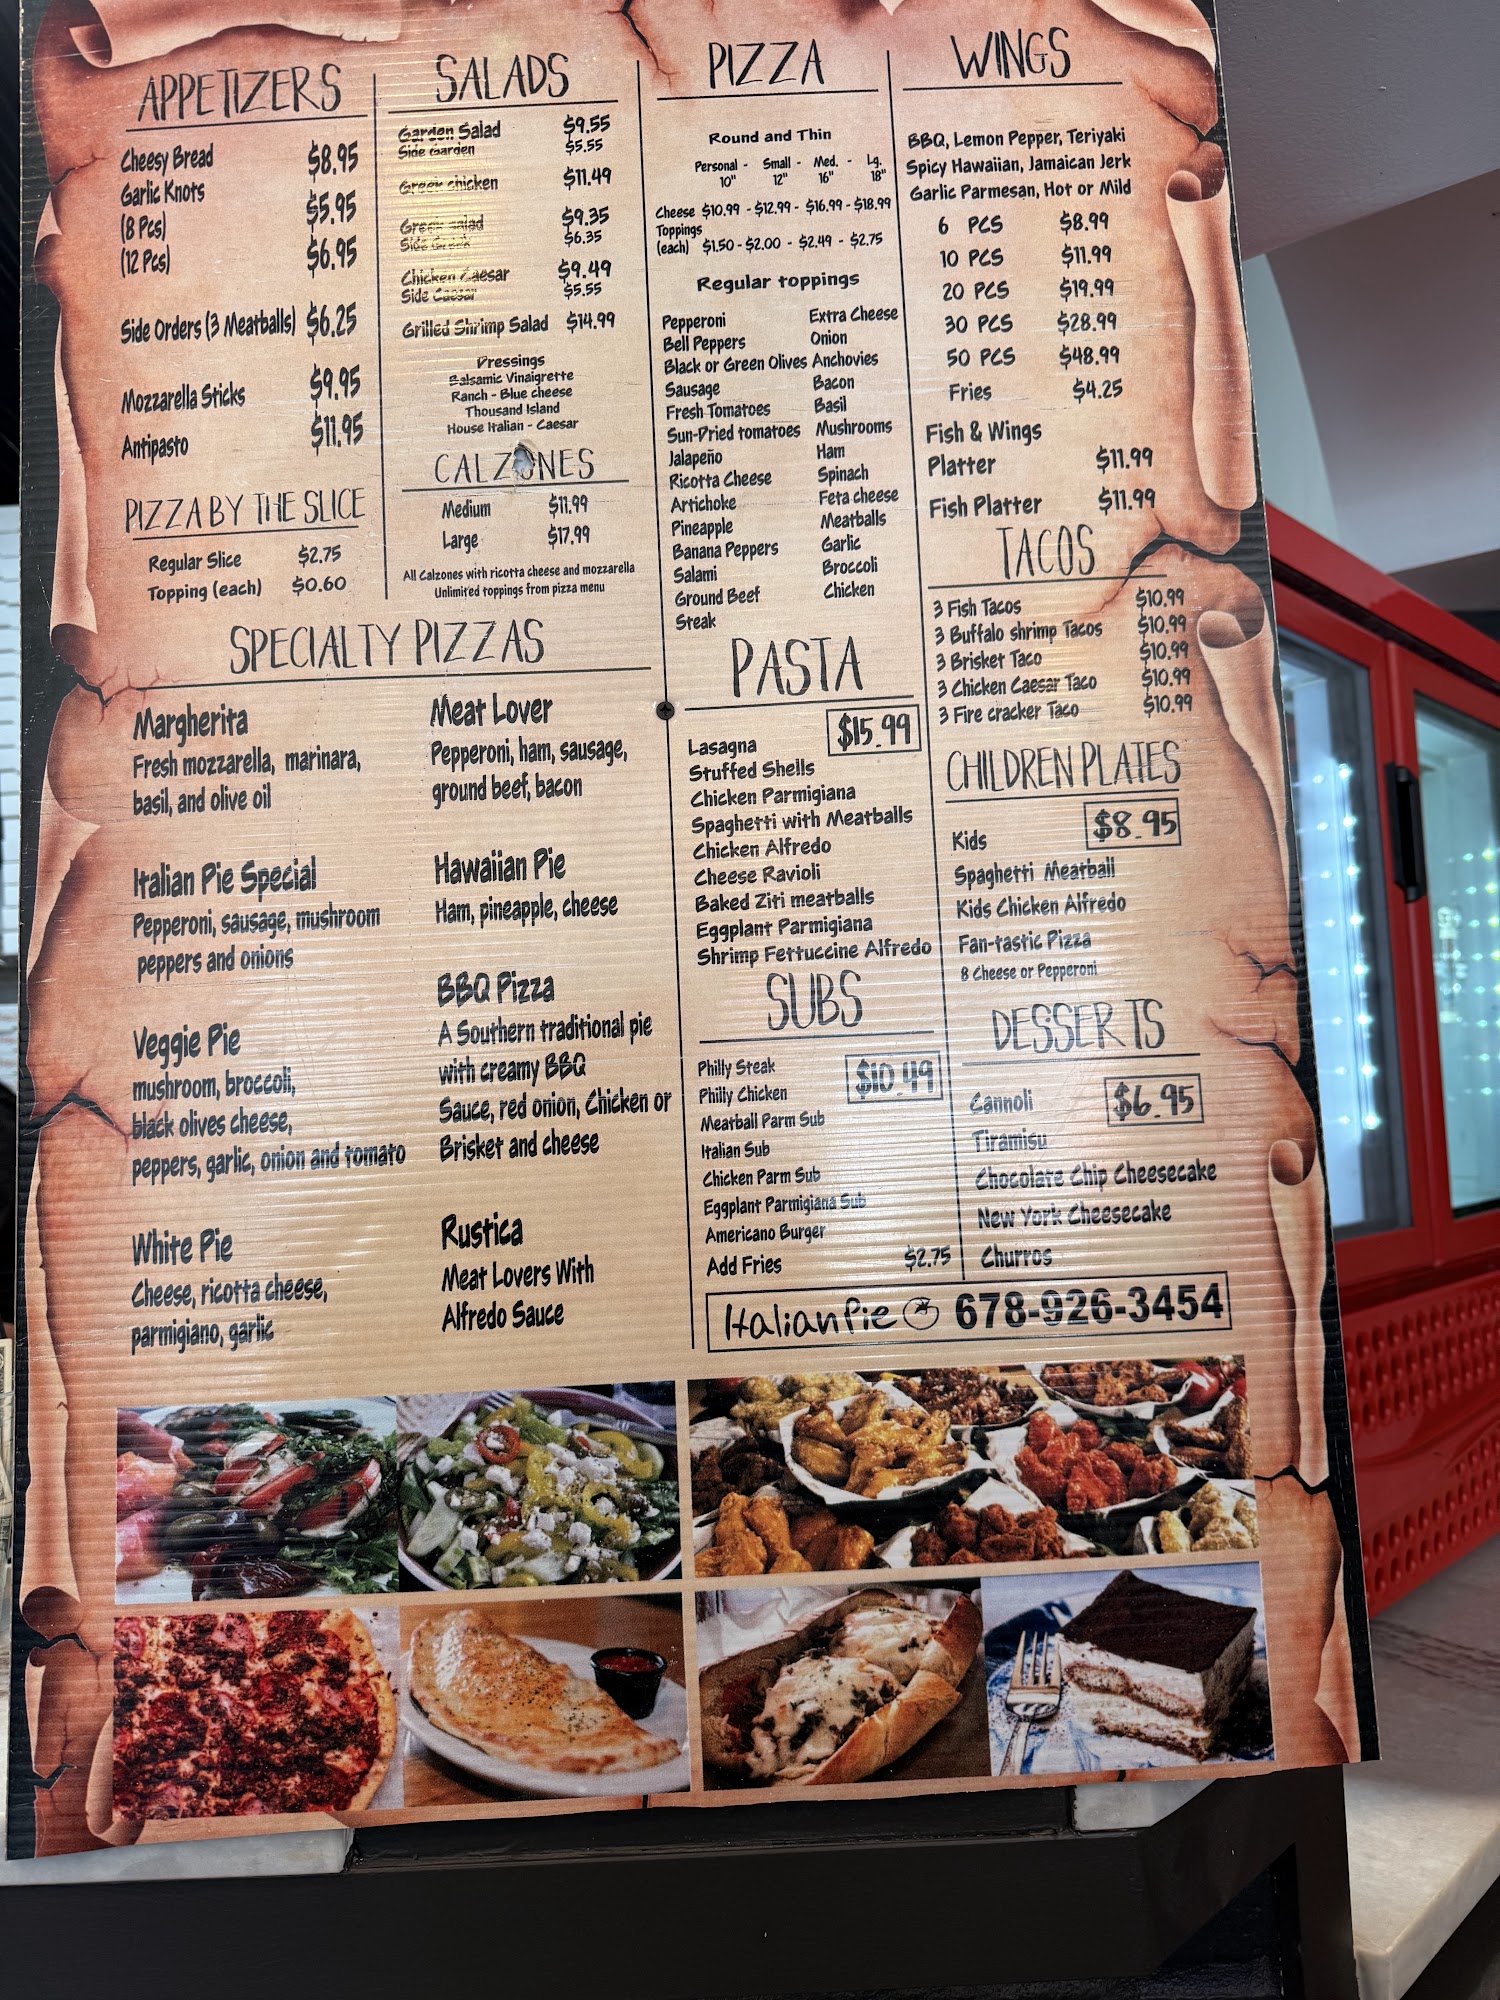 APPETIZERS
Cheesy Bread $8.95
Garlic Knots
(8 Pcs) $5.95
(12 Pcs) $6.95
Side Orders (3 Meatballs) $6.25
Mozzarella Sticks $9.95
Antipasto $11.95
PIZZA BY THE SLICE
Regular Slice $2.75
Topping (each) $0.60
SALADS
Garden Salad $9.55
Side Garden $5.55
Greek chicken $11.49
Greek salad $9.35
Side Greek $6.35
Chicken Caesar $9.49
Side Caesar $5.55
Grilled Shrimp Salad $14.99
Dressings
Balsamic Vinaigrette
Ranch - Blue cheese
Thousand Island
House Italian - Caesar
CALZONES
Medium $11.99
Large $17.99
All Calzones with ricotta cheese and mozzarella
Unlimited toppings from pizza menu
SPECIALTY PIZZAS
Margherita
Fresh mozzarella, marinara,
basil, and olive oil
Italian Pie Special
Pepperoni, sausage, mushroom
peppers and onions
Veggie Pie
mushroom, broccoli,
black olives cheese,
peppers, garlic, onion and tomato
White Pie
Cheese, ricotta cheese,
parmigiano, garlic
Meat Lover
Pepperoni, ham, sausage,
ground beef, bacon
Hawaiian Pie
Ham, pineapple, cheese
BBQ Pizza
A Southern traditional pie
with creamy BBQ
Sauce, red onion, Chicken or
Brisket and cheese
Rustica
Meat Lovers With
Alfredo Sauce
PIZZA
Round and Thin
Personal - Small - Med. - Lg.
10" 12" 16" 18"
Cheese $10.99 - $12.99 - $16.99 - $18.99
Toppings
(each) $1.50 - $2.00 - $2.49 - $2.75
Regular toppings
Pepperoni Extra Cheese
Bell Peppers Onion
Black or Green Olives Anchovies
Sausage Bacon
Fresh Tomatoes Basil
Sun-Dried tomatoes Mushrooms
Jalapeño Ham
Ricotta Cheese Spinach
Artichoke Feta cheese
Pineapple Meatballs
Banana Peppers Garlic
Salami Broccoli
Ground Beef Chicken
Steak
PASTA
$15.99
Lasagna
Stuffed Shells
Chicken Parmigiana
Spaghetti with Meatballs
Chicken Alfredo
Cheese Ravioli
Baked Ziti meatballs
Eggplant Parmigiana
Shrimp Fettuccine Alfredo
SUBS
$10.49
Philly Steak
Philly Chicken
Meatball Parm Sub
Italian Sub
Chicken Parm Sub
Eggplant Parmigiana Sub
Americano Burger
Add Fries $2.75
WINGS
BBQ, Lemon Pepper, Teriyaki
Spicy Hawaiian, Jamaican Jerk
Garlic Parmesan, Hot or Mild
6 PCS $8.99
10 PCS $11.99
20 PCS $19.99
30 PCS $28.99
50 PCS $48.99
Fries $4.25
Fish & Wings
Platter $11.99
Fish Platter $11.99
TACOS
3 Fish Tacos $10.99
3 Buffalo shrimp Tacos $10.99
3 Brisket Taco $10.99
3 Chicken Caesar Taco $10.99
3 Fire cracker Taco $10.99
CHILDREN PLATES
$8.95
Kids
Spaghetti Meatball
Kids Chicken Alfredo
Fan-tastic Pizza
8 Cheese or Pepperoni
DESSERTS
$6.95
Cannoli
Tiramisu
Chocolate Chip Cheesecake
New York Cheesecake
Churros
Italian Pie 678-926-3454